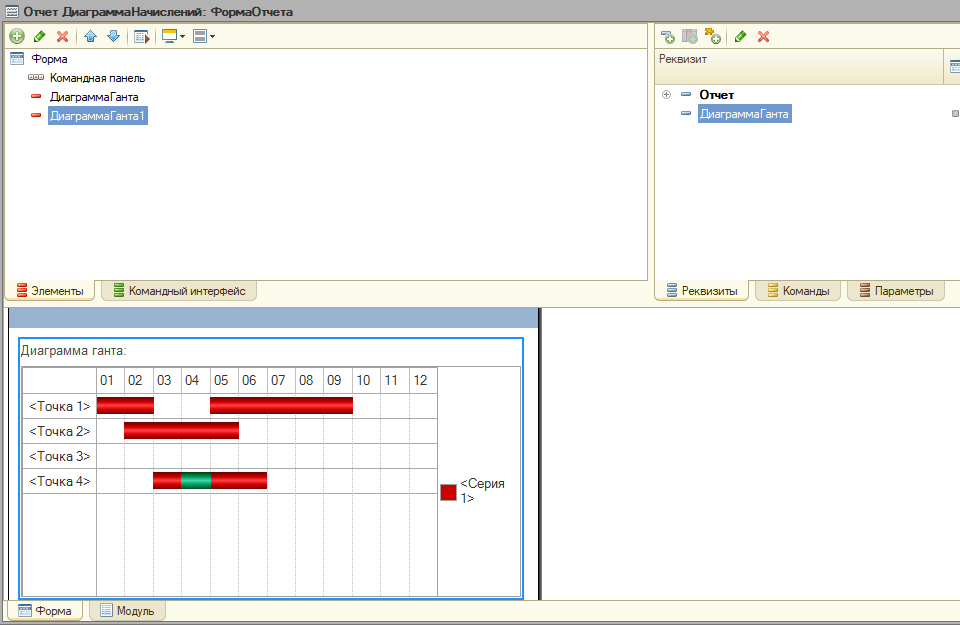 Отчет ДиаграммаНачислений: ФормаОтчета
Форма
Командная панель
ДиаграммаГанта
ДиаграммаГанта1
Элементы
Командный интерфейс
Реквизит
Отчет
ДиаграммаГанта
Реквизиты
Команды
Параметры
Диаграмма ганта:
01 02 03 04 05 06 07 08 09 10 11 12
<Точка 1>
<Точка 2>
<Точка 3>
<Точка 4>
<Серия
1>
Форма
Модуль